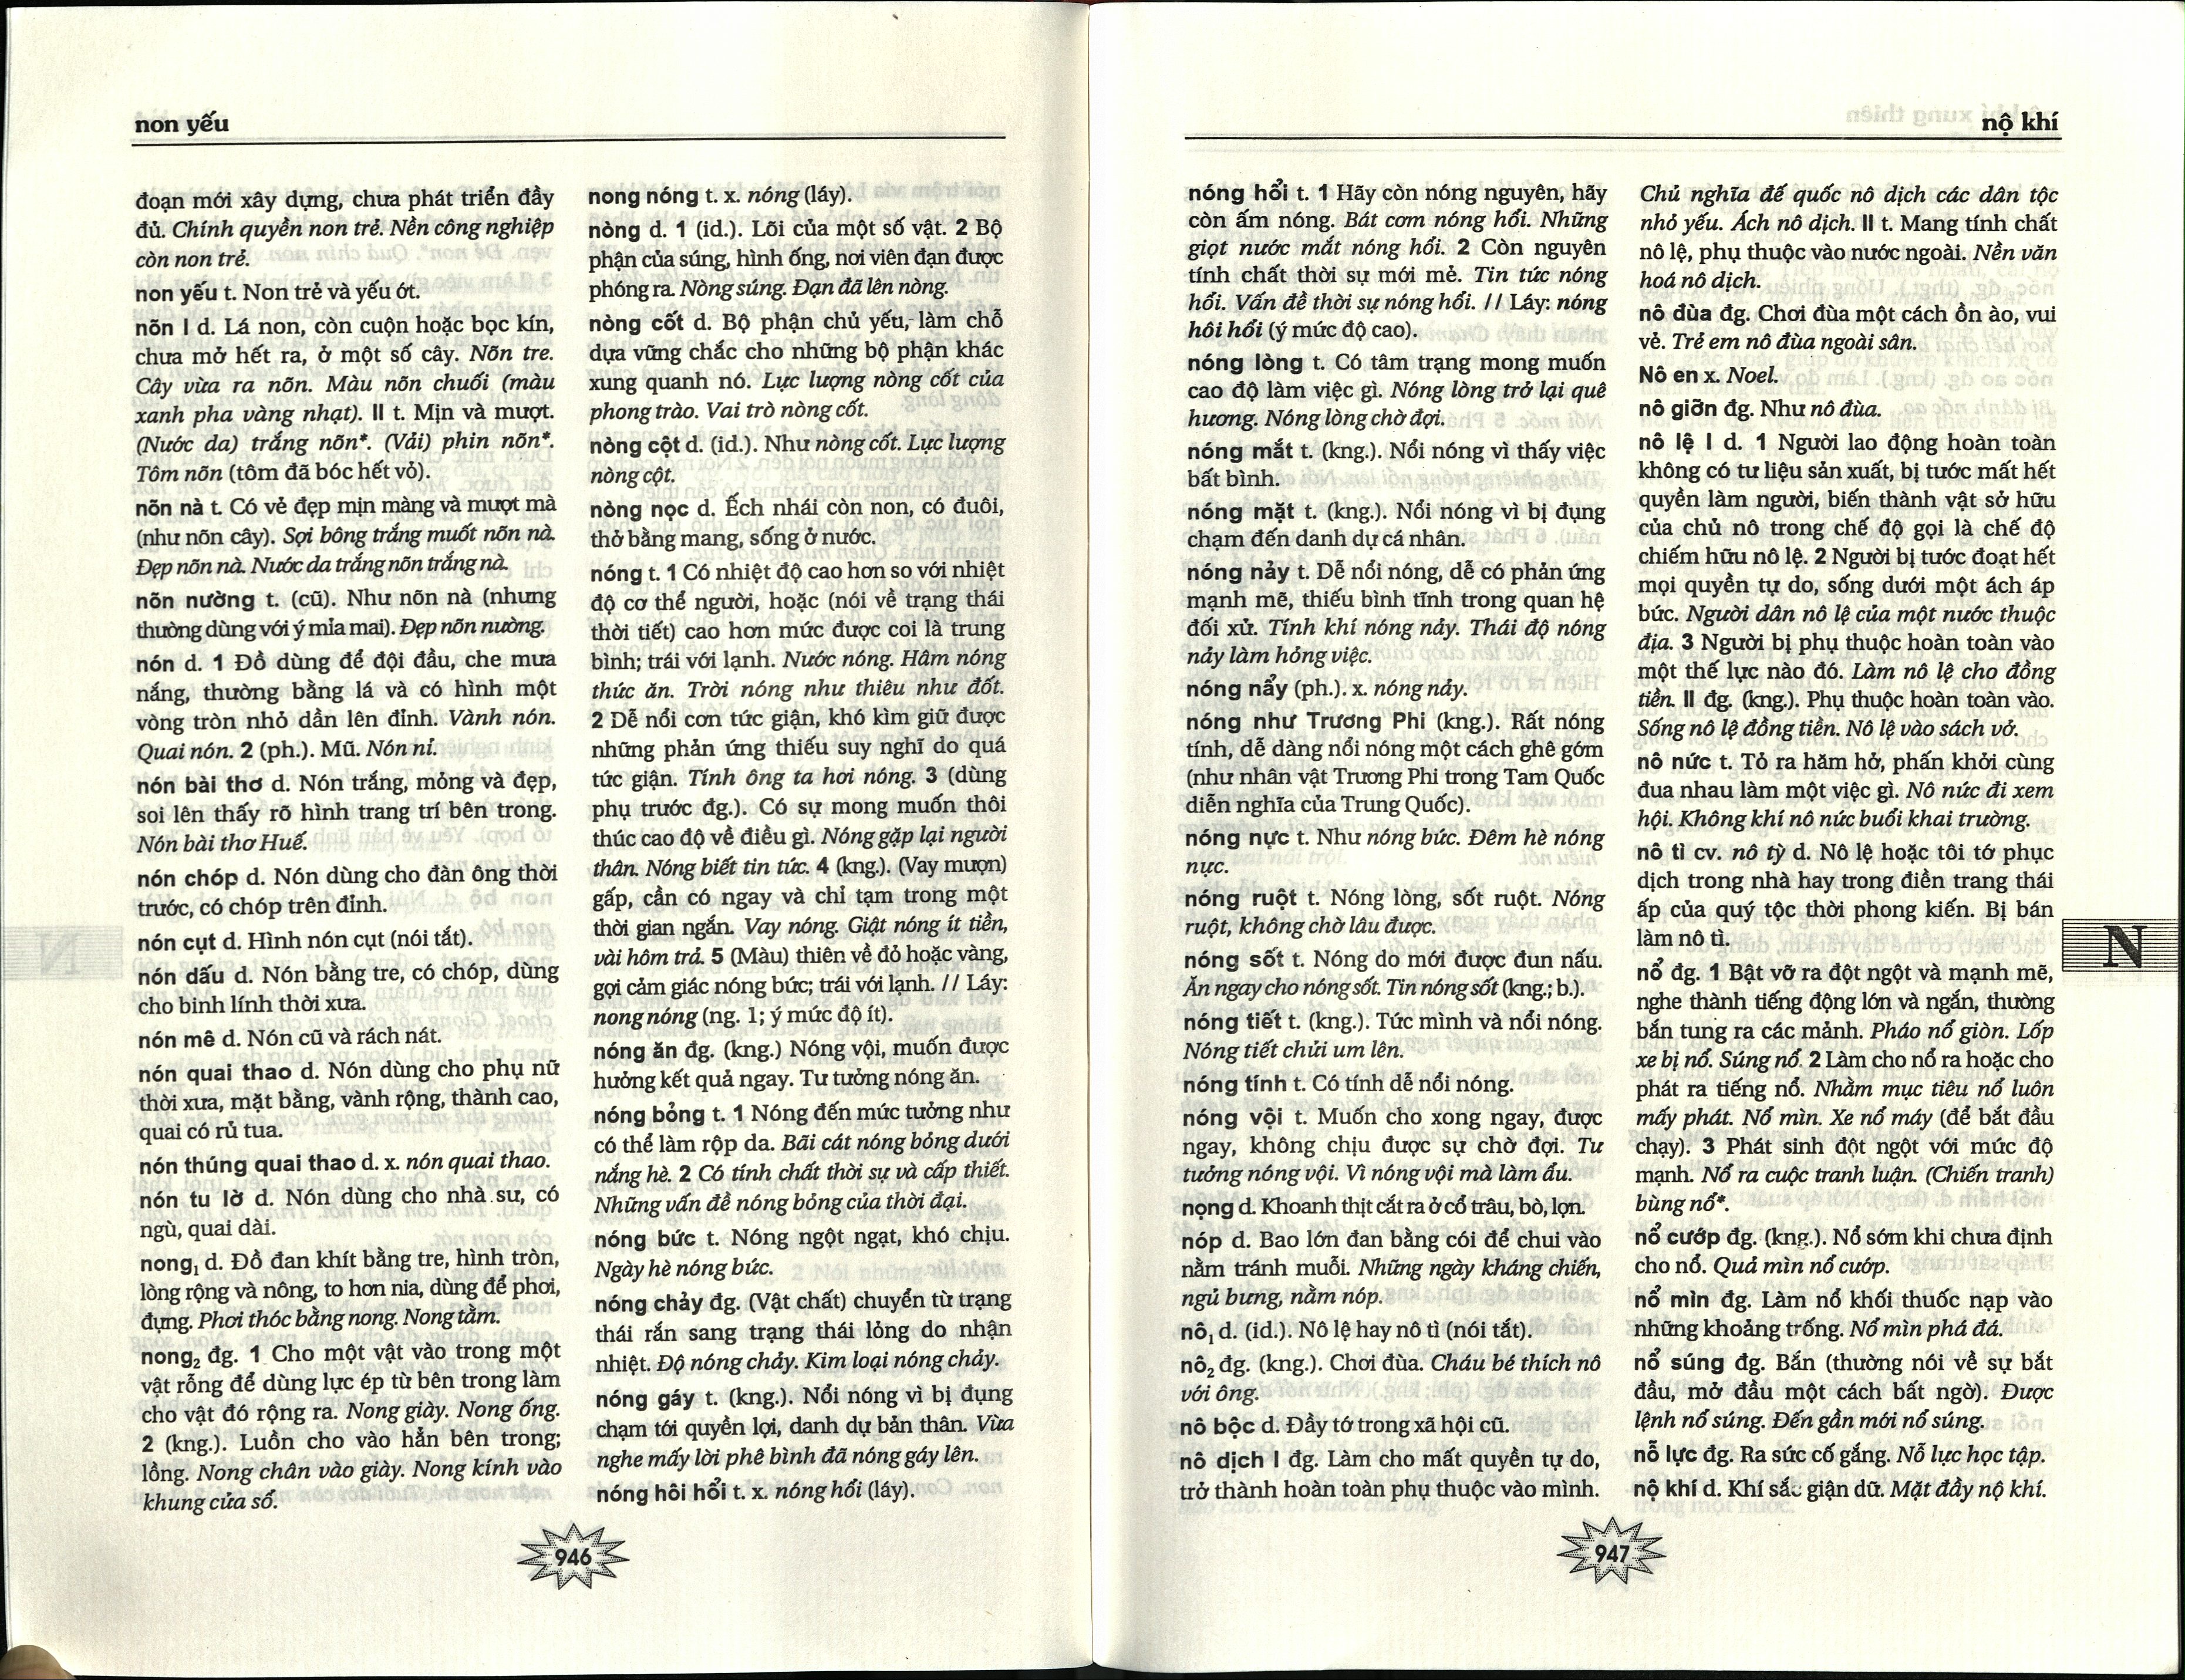 non yếu
đoạn mới xây dựng, chưa phát triển đầy
đủ. Chính quyền non trẻ. Nền công nghiệp
còn non trẻ.
non yếu t. Non trẻ và yếu ớt.
nõn I d. Lá non, còn cuộn hoặc bọc kín,
chưa mở hết ra, ở một số cây. Nõn tre.
Cây vừa ra nõn. Màu nõn chuối (màu
xanh pha vàng nhạt). II t. Mịn và mượt.
(Nước da) trắng nõn*. (Vải) phin nõn*.
Tôm nõn (tôm đã bóc hết vỏ).
nõn nà t. Có vẻ đẹp mịn màng và mượt mà
(như nõn cây). Sợi bông trắng muốt nõn nà.
Đẹp nõn nà. Nước da trắng nõn trắng nà.
nõn nường t. (cũ). Như nõn nà (nhưng
thường dùng với ý mỉa mai). Đẹp nõn nường.
nón d. 1 Đồ dùng để đội đầu, che mưa
nắng, thường bằng lá và có hình một
vòng tròn nhỏ dần lên đỉnh. Vành nón.
Quai nón. 2 (ph.). Mũ. Nón nỉ.
nón bài thơ d. Nón trắng, mỏng và đẹp,
soi lên thấy rõ hình trang trí bên trong.
Nón bài thơ Huế.
nón chóp d. Nón dùng cho đàn ông thời
trước, có chóp trên đỉnh.
nón cụt d. Hình nón cụt (nói tắt).
nón dấu d. Nón bằng tre, có chóp, dùng
cho binh lính thời xưa.
nón mê d. Nón cũ và rách nát.
nón quai thao d. Nón dùng cho phụ nữ
thời xưa, mặt bằng, vành rộng, thành cao,
quai có rủ tua.
nón thúng quai thao d. x. nón quai thao.
nón tu lờ d. Nón dùng cho nhà sư, có
ngù, quai dài.
nong₁ d. Đồ đan khít bằng tre, hình tròn,
lòng rộng và nông, to hơn nia, dùng để phơi,
đựng. Phơi thóc bằng nong. Nong tằm.
nong₂ đg. 1 Cho một vật vào trong một
vật rỗng để dùng lực ép từ bên trong làm
cho vật đó rộng ra. Nong giày. Nong ống.
2 (kng.). Luồn cho vào hẳn bên trong;
lồng. Nong chân vào giày. Nong kính vào
khung cửa sổ.
nong nóng t. x. nóng (láy).
nòng d. 1 (id.). Lõi của một số vật. 2 Bộ
phận của súng, hình ống, nơi viên đạn được
phóng ra. Nòng súng. Đạn đã lên nòng.
nòng cốt d. Bộ phận chủ yếu, làm chỗ
dựa vững chắc cho những bộ phận khác
xung quanh nó. Lực lượng nòng cốt của
phong trào. Vai trò nòng cốt.
nòng cột d. (id.). Như nòng cốt. Lực lượng
nòng cột.
nòng nọc d. Ếch nhái còn non, có đuôi,
thở bằng mang, sống ở nước.
nóng t. 1 Có nhiệt độ cao hơn so với nhiệt
độ cơ thể người, hoặc (nói về trạng thái
thời tiết) cao hơn mức được coi là trung
bình; trái với lạnh. Nước nóng. Hâm nóng
thức ăn. Trời nóng như thiêu như đốt.
2 Dễ nổi cơn tức giận, khó kìm giữ được
những phản ứng thiếu suy nghĩ do quá
tức giận. Tính ông ta hơi nóng. 3 (dùng
phụ trước đg.). Có sự mong muốn thôi
thúc cao độ về điều gì. Nóng gặp lại người
thân. Nóng biết tin tức. 4 (kng.). (Vay mượn)
gấp, cần có ngay và chỉ tạm trong một
thời gian ngắn. Vay nóng. Giật nóng ít tiền,
vài hôm trả. 5 (Màu) thiên về đỏ hoặc vàng,
gợi cảm giác nóng bức; trái với lạnh. // Láy:
nong nóng (ng. 1; ý mức độ ít).
nóng ăn đg. (kng.) Nóng vội, muốn được
hưởng kết quả ngay. Tư tưởng nóng ăn.
nóng bỏng t. 1 Nóng đến mức tưởng như
có thể làm rộp da. Bãi cát nóng bỏng dưới
nắng hè. 2 Có tính chất thời sự và cấp thiết.
Những vấn đề nóng bỏng của thời đại.
nóng bức t. Nóng ngột ngạt, khó chịu.
Ngày hè nóng bức.
nóng chảy đg. (Vật chất) chuyển từ trạng
thái rắn sang trạng thái lỏng do nhận
nhiệt. Độ nóng chảy. Kim loại nóng chảy.
nóng gáy t. (kng.). Nổi nóng vì bị đụng
chạm tới quyền lợi, danh dự bản thân. Vừa
nghe mấy lời phê bình đã nóng gáy lên.
nóng hôi hổi t. x. nóng hổi (láy).
946
nộ khí
nóng hổi t. 1 Hãy còn nóng nguyên, hãy
còn ấm nóng. Bát cơm nóng hổi. Những
giọt nước mắt nóng hổi. 2 Còn nguyên
tính chất thời sự mới mẻ. Tin tức nóng
hổi. Vấn đề thời sự nóng hổi. // Láy: nóng
hôi hổi (ý mức độ cao).
nóng lòng t. Có tâm trạng mong muốn
cao độ làm việc gì. Nóng lòng trở lại quê
hương. Nóng lòng chờ đợi.
nóng mắt t. (kng.). Nổi nóng vì thấy việc
bất bình.
nóng mặt t. (kng.). Nổi nóng vì bị đụng
chạm đến danh dự cá nhân.
nóng nảy t. Dễ nổi nóng, dễ có phản ứng
mạnh mẽ, thiếu bình tĩnh trong quan hệ
đối xử. Tính khí nóng nảy. Thái độ nóng
nảy làm hỏng việc.
nóng nẩy (ph.). x. nóng nảy.
nóng như Trương Phi (kng.). Rất nóng
tính, dễ dàng nổi nóng một cách ghê gớm
(như nhân vật Trương Phi trong Tam Quốc
diễn nghĩa của Trung Quốc).
nóng nực t. Như nóng bức. Đêm hè nóng
nực.
nóng ruột t. Nóng lòng, sốt ruột. Nóng
ruột, không chờ lâu được.
nóng sốt t. Nóng do mới được đun nấu.
Ăn ngay cho nóng sốt. Tin nóng sốt (kng.; b.).
nóng tiết t. (kng.). Tức mình và nổi nóng.
Nóng tiết chửi um lên.
nóng tính t. Có tính dễ nổi nóng.
nóng vội t. Muốn cho xong ngay, được
ngay, không chịu được sự chờ đợi. Tư
tưởng nóng vội. Vì nóng vội mà làm ẩu.
nọng d. Khoanh thịt cắt ra ở cổ trâu, bò, lợn.
nóp d. Bao lớn đan bằng cói để chui vào
nằm tránh muỗi. Những ngày kháng chiến,
ngủ bưng, nằm nóp.
nô₁ d. (id.). Nô lệ hay nô tì (nói tắt).
nô₂ đg. (kng.). Chơi đùa. Cháu bé thích nô
với ông.
nô bộc d. Đầy tớ trong xã hội cũ.
nô dịch I đg. Làm cho mất quyền tự do,
trở thành hoàn toàn phụ thuộc vào mình.
Chủ nghĩa đế quốc nô dịch các dân tộc
nhỏ yếu. Ách nô dịch. II t. Mang tính chất
nô lệ, phụ thuộc vào nước ngoài. Nền văn
hoá nô dịch.
nô đùa đg. Chơi đùa một cách ồn ào, vui
vẻ. Trẻ em nô đùa ngoài sân.
Nô en x. Noel.
nô giỡn đg. Như nô đùa.
nô lệ I d. 1 Người lao động hoàn toàn
không có tư liệu sản xuất, bị tước mất hết
quyền làm người, biến thành vật sở hữu
của chủ nô trong chế độ gọi là chế độ
chiếm hữu nô lệ. 2 Người bị tước đoạt hết
mọi quyền tự do, sống dưới một ách áp
bức. Người dân nô lệ của một nước thuộc
địa. 3 Người bị phụ thuộc hoàn toàn vào
một thế lực nào đó. Làm nô lệ cho đồng
tiền. II đg. (kng.). Phụ thuộc hoàn toàn vào.
Sống nô lệ đồng tiền. Nô lệ vào sách vở.
nô nức t. Tỏ ra hăm hở, phấn khởi cùng
đua nhau làm một việc gì. Nô nức đi xem
hội. Không khí nô nức buổi khai trường.
nô tì cv. nô tỳ d. Nô lệ hoặc tôi tớ phục
dịch trong nhà hay trong điền trang thái
ấp của quý tộc thời phong kiến. Bị bán
làm nô tì.
nổ đg. 1 Bật vỡ ra đột ngột và mạnh mẽ,
nghe thành tiếng động lớn và ngắn, thường
bắn tung ra các mảnh. Pháo nổ giòn. Lốp
xe bị nổ. Súng nổ. 2 Làm cho nổ ra hoặc cho
phát ra tiếng nổ. Nhằm mục tiêu nổ luôn
mấy phát. Nổ mìn. Xe nổ máy (để bắt đầu
chạy). 3 Phát sinh đột ngột với mức độ
mạnh. Nổ ra cuộc tranh luận. (Chiến tranh)
bùng nổ*.
nổ cướp đg. (kng.). Nổ sớm khi chưa định
cho nổ. Quả mìn nổ cướp.
nổ mìn đg. Làm nổ khối thuốc nạp vào
những khoảng trống. Nổ mìn phá đá.
nổ súng đg. Bắn (thường nói về sự bắt
đầu, mở đầu một cách bất ngờ). Được
lệnh nổ súng. Đến gần mới nổ súng.
nỗ lực đg. Ra sức cố gắng. Nỗ lực học tập.
nộ khí d. Khí sắc giận dữ. Mặt đầy nộ khí.
N
947